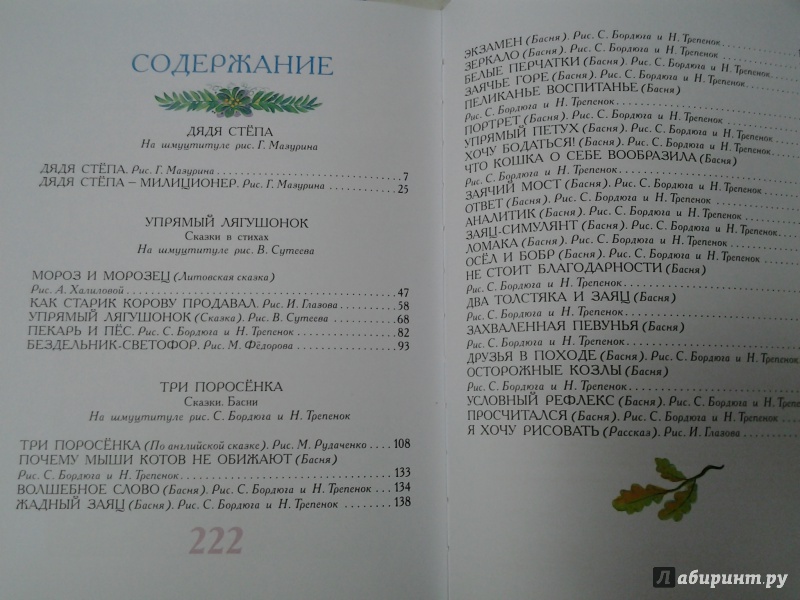 СОДЕРЖАНИЕ
ДЯДЯ СТЁПА
На шмуцтитуле рис. Г. Мазурина
ДЯДЯ СТЁПА. Рис. Г. Мазурина 7
ДЯДЯ СТЁПА – МИЛИЦИОНЕР. Рис. Г. Мазурина 25
УПРЯМЫЙ ЛЯГУШОНОК
Сказки в стихах
На шмуцтитуле рис. В. Сутеева
МОРОЗ И МОРОЗЕЦ (Литовская сказка)
Рис. А. Халиловой 47
КАК СТАРИК КОРОВУ ПРОДАВАЛ. Рис. И. Глазова 58
УПРЯМЫЙ ЛЯГУШОНОК (Сказка). Рис. В. Сутеева 68
ПЕКАРЬ И ПЁС. Рис. С. Бордюга и Н. Трепенок 82
БЕЗДЕЛЬНИК-СВЕТОФОР. Рис. М. Фёдорова 93
ТРИ ПОРОСЁНКА
Сказки. Басни
На шмуцтитуле рис. С. Бордюга и Н. Трепенок
ТРИ ПОРОСЁНКА (По английской сказке). Рис. М. Рудаченко 108
ПОЧЕМУ МЫШИ КОТОВ НЕ ОБИЖАЮТ (Басня)
Рис. С. Бордюга и Н. Трепенок 133
ВОЛШЕБНОЕ СЛОВО (Басня). Рис. С. Бордюга и Н. Трепенок 134
ЖАДНЫЙ ЗАЯЦ (Басня). Рис. С. Бордюга и Н. Трепенок 138
222
ЭКЗАМЕН (Басня). Рис. С. Бордюга и Н. Трепенок
ЗЕРКАЛО (Басня). Рис. С. Бордюга и Н. Трепенок
БЕЛЫЕ ПЕРЧАТКИ (Басня). Рис. С. Бордюга и Н. Трепенок
ЗАЯЧЬЕ ГОРЕ (Басня). Рис. С. Бордюга и Н. Трепенок
ПЕЛИКАНЬЕ ВОСПИТАНЬЕ (Басня)
Рис. С. Бордюга и Н. Трепенок
ПОРТРЕТ (Басня). Рис. С. Бордюга и Н. Трепенок
УПРЯМЫЙ ПЕТУХ (Басня). Рис. С. Бордюга и Н. Трепенок
ХОЧУ БОДАТЬСЯ! (Басня). Рис. С. Бордюга и Н. Трепенок
ЧТО КОШКА О СЕБЕ ВООБРАЗИЛА (Басня)
Рис. С. Бордюга и Н. Трепенок
ЗАЯЧИЙ МОСТ (Басня). Рис. С. Бордюга и Н. Трепенок
ОТВЕТ (Басня). Рис. С. Бордюга и Н. Трепенок
АНАЛИТИК (Басня). Рис. С. Бордюга и Н. Трепенок
ЗАЯЦ-СИМУЛЯНТ (Басня). Рис. С. Бордюга и Н. Трепенок
ЛОМАКА (Басня). Рис. С. Бордюга и Н. Трепенок
ОСЁЛ И БОБР (Басня). Рис. С. Бордюга и Н. Трепенок
НЕ СТОИТ БЛАГОДАРНОСТИ (Басня)
Рис. С. Бордюга и Н. Трепенок
ДВА ТОЛСТЯКА И ЗАЯЦ (Басня)
Рис. С. Бордюга и Н. Трепенок
ЗАХВАЛЕННАЯ ПЕВУНЬЯ (Басня)
Рис. С. Бордюга и Н. Трепенок
ДРУЗЬЯ В ПОХОДЕ (Басня). Рис. С. Бордюга и Н. Трепенок
ОСТОРОЖНЫЕ КОЗЛЫ (Басня)
Рис. С. Бордюга и Н. Трепенок
УСЛОВНЫЙ РЕФЛЕКС (Басня). Рис. С. Бордюга и Н. Трепенок
ПРОСЧИТАЛСЯ (Басня). Рис. С. Бордюга и Н. Трепенок
Я ХОЧУ РИСОВАТЬ (Рассказ). Рис. И. Глазова
Лабиринт.ру